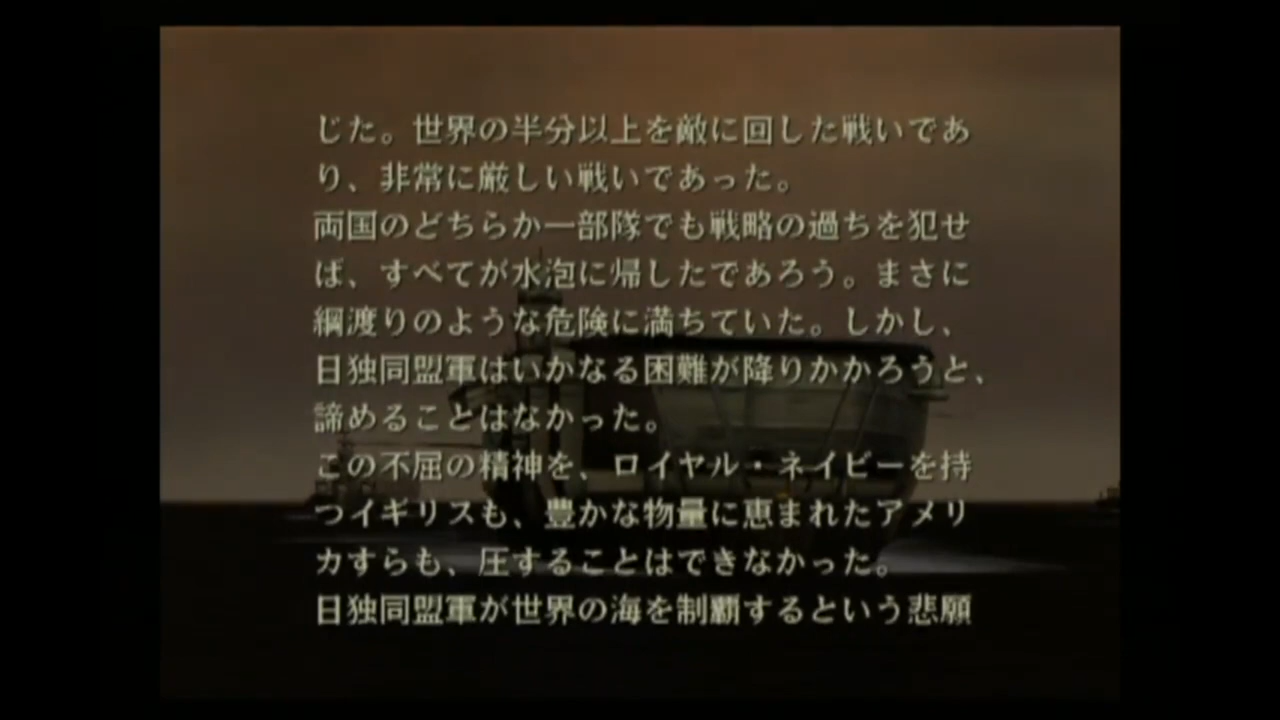 じた。世界の半分以上を敵に回した戦いであ
り、非常に厳しい戦いであった。
両国のどちらか一部隊でも戦略の過ちを犯せ
ば、すべてが水泡に帰したであろう。まさに
綱渡りのような危険に満ちていた。しかし、
日独同盟軍はいかなる困難が降りかかろうと、
諦めることはなかった。
この不屈の精神を、ロイヤル・ネイビーを持
つイギリスも、豊かな物量に恵まれたアメリ
カすらも、圧することはできなかった。
日独同盟軍が世界の海を制覇するという悲願